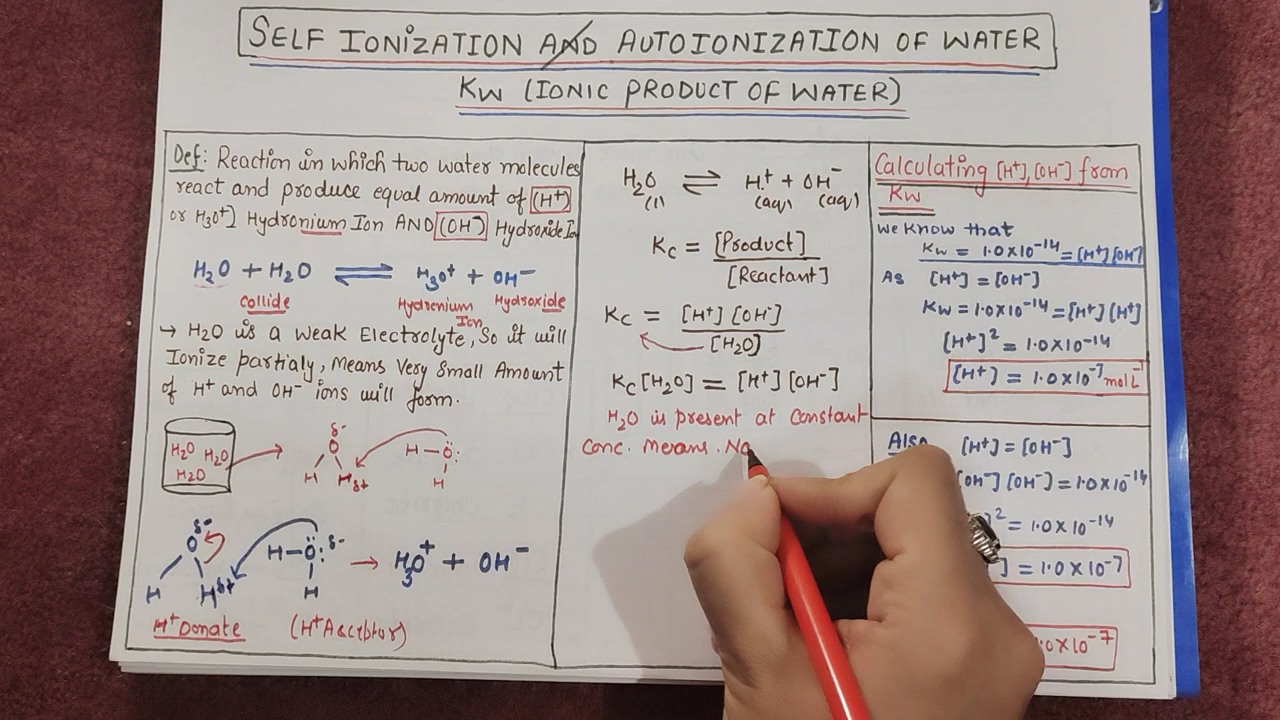 SELF IONIZATION AND AUTOIONIZATION OF WATER
KW (IONIC PRODUCT OF WATER)
Def: Reaction in which two water molecules
react and produce equal amount of (H⁺)
or H₃O⁺] Hydronium Ion AND (OH⁻) Hydroxide Ion
H₂O + H₂O ⇌ H₃O⁺ + OH⁻
collide Hydronium Ion Hydroxide
→ H₂O is a weak Electrolyte, So it will
Ionize partialy, Means Very Small Amount
of H⁺ and OH⁻ ions will form.
H₂O H₂O
H₂O
δ⁻
O
H H δ+
H—O:
H
δ⁻
O
H H δ+
H—O: δ⁻
H
→ H₃O⁺ + OH⁻
H⁺ Donate (H⁺ Acceptor)
H₂O ⇌ H⁺ + OH⁻
(l) (aq) (aq)
Kc = [Product]
[Reactant]
Kc = [H⁺] [OH⁻]
[H₂O]
Kc [H₂O] = [H⁺] [OH⁻]
H₂O is present at constant
Conc. Means. No
Calculating [H⁺], [OH⁻] from
KW
we know that
KW = 1.0×10⁻¹⁴ = [H⁺] [OH⁻]
As [H⁺] = [OH⁻]
KW = 1.0×10⁻¹⁴ = [H⁺] [H⁺]
[H⁺]² = 1.0×10⁻¹⁴
[H⁺] = 1.0×10⁻⁷ mol L⁻
Also [H⁺] = [OH⁻]
[OH⁻] [OH⁻] = 1.0×10⁻¹⁴
]² = 1.0×10⁻¹⁴
] = 1.0×10⁻⁷
.0×10⁻⁷